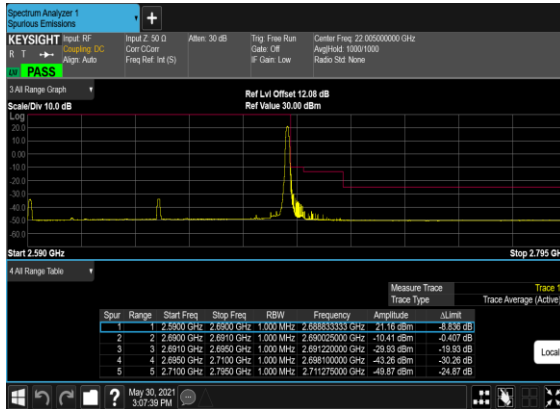 Spectrum Analyzer 1
Spurious Emissions
KEYSIGHT Input: RF Input Z: 50 Ω Atten: 30 dB Trig: Free Run Center Freq: 22.005000000 GHz
R T Coupling: DC Corr CCorr Gate: Off Avg|Hold: 1000/1000
Align: Auto Freq Ref: Int (S) IF Gain: Low Radio Std: None
PASS
3 All Range Graph
Ref Lvl Offset 12.08 dB
Scale/Div 10.0 dB Ref Value 30.00 dBm
Log
20.0
10.0
0.00
-10.0
-20.0
-30.0
-40.0
-50.0
-60.0
Start 2.590 GHz Stop 2.795 GH
4 All Range Table
Measure Trace Trace 1
Trace Type Trace Average (Active)
Spur Range Start Freq Stop Freq RBW Frequency Amplitude ΔLimit
1 1 2.5900 GHz 2.6900 GHz 1.000 MHz 2.688833333 GHz 21.16 dBm -8.836 dB
2 2 2.6900 GHz 2.6910 GHz 1.000 MHz 2.690025000 GHz -10.41 dBm -0.407 dB
3 3 2.6910 GHz 2.6950 GHz 1.000 MHz 2.691220000 GHz -29.93 dBm -19.93 dB
4 4 2.6950 GHz 2.7100 GHz 1.000 MHz 2.698100000 GHz -43.26 dBm -30.26 dB
5 5 2.7100 GHz 2.7950 GHz 1.000 MHz 2.711275000 GHz -49.87 dBm -24.87 dB
Local
May 30, 2021
3:07:39 PM